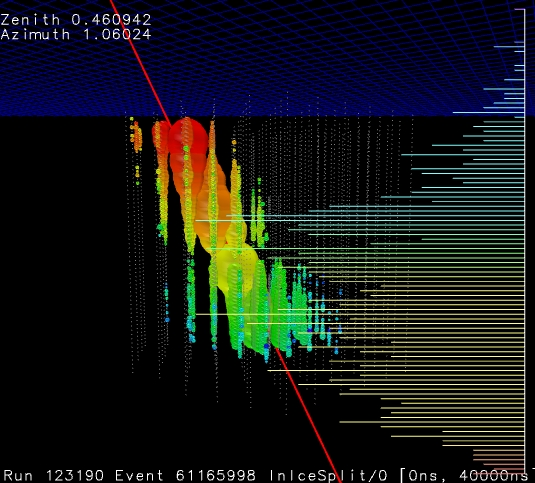 Zenith 0.460942
Azimuth 1.06024
Run 123190 Event 61165998 InIceSplit/0 [0ns, 40000ns]